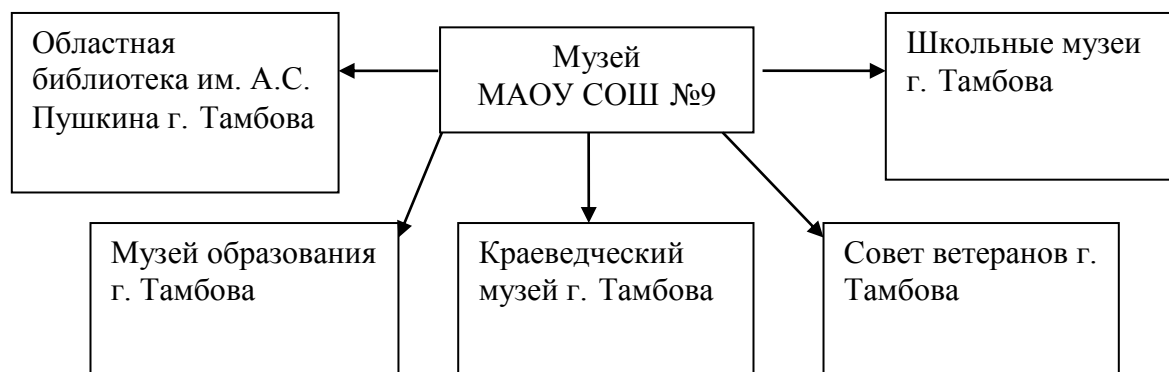 Областная
библиотека им. А.С.
Пушкина г. Тамбова
Музей
МАОУ СОШ №9
Школьные музеи
г. Тамбова
Музей образования
г. Тамбова
Краеведческий
музей г. Тамбова
Совет ветеранов г.
Тамбова